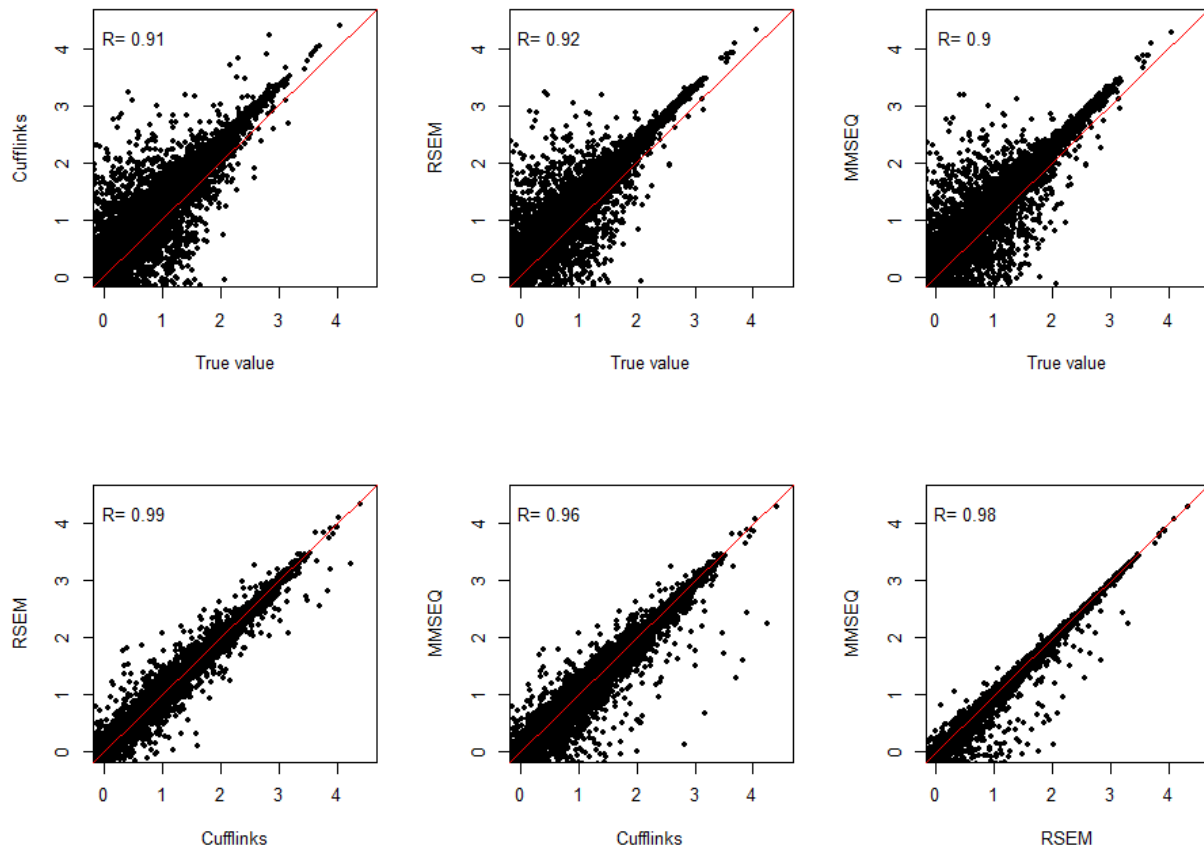 R= 0.91
Cufflinks
4
3
2
1
0
0 1 2 3 4
True value
R= 0.92
RSEM
4
3
2
1
0
0 1 2 3 4
True value
R= 0.9
MMSEQ
4
3
2
1
0
0 1 2 3 4
True value
R= 0.99
RSEM
4
3
2
1
0
0 1 2 3 4
Cufflinks
R= 0.96
MMSEQ
4
3
2
1
0
0 1 2 3 4
Cufflinks
R= 0.98
MMSEQ
4
3
2
1
0
0 1 2 3 4
RSEM